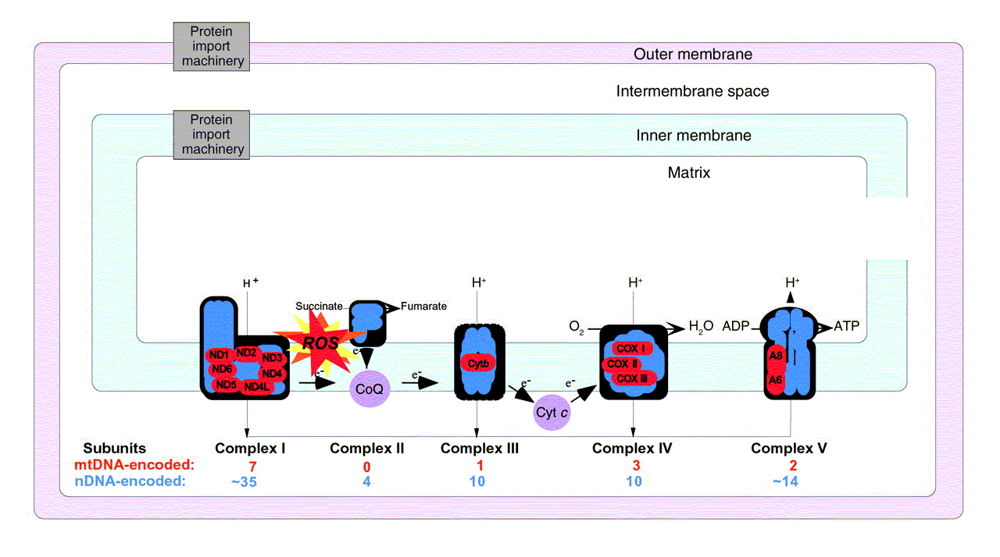 Protein
import
machinery
Outer membrane
Intermembrane space
Protein
import
machinery
Inner membrane
Matrix
H+
H+
H+
H+
Succinate
Fumarate
O2
H2O
ADP
ATP
ROS
ND1
ND2
ND3
ND6
ND4
ND5
ND4L
e-
e-
CoQ
e-
Cytb
e-
Cyt c
e-
COX I
COX II
COX III
A8
A6
Subunits Complex I Complex II Complex III Complex IV Complex V
mtDNA-encoded: 7 0 1 3 2
nDNA-encoded: ~35 4 10 10 ~14